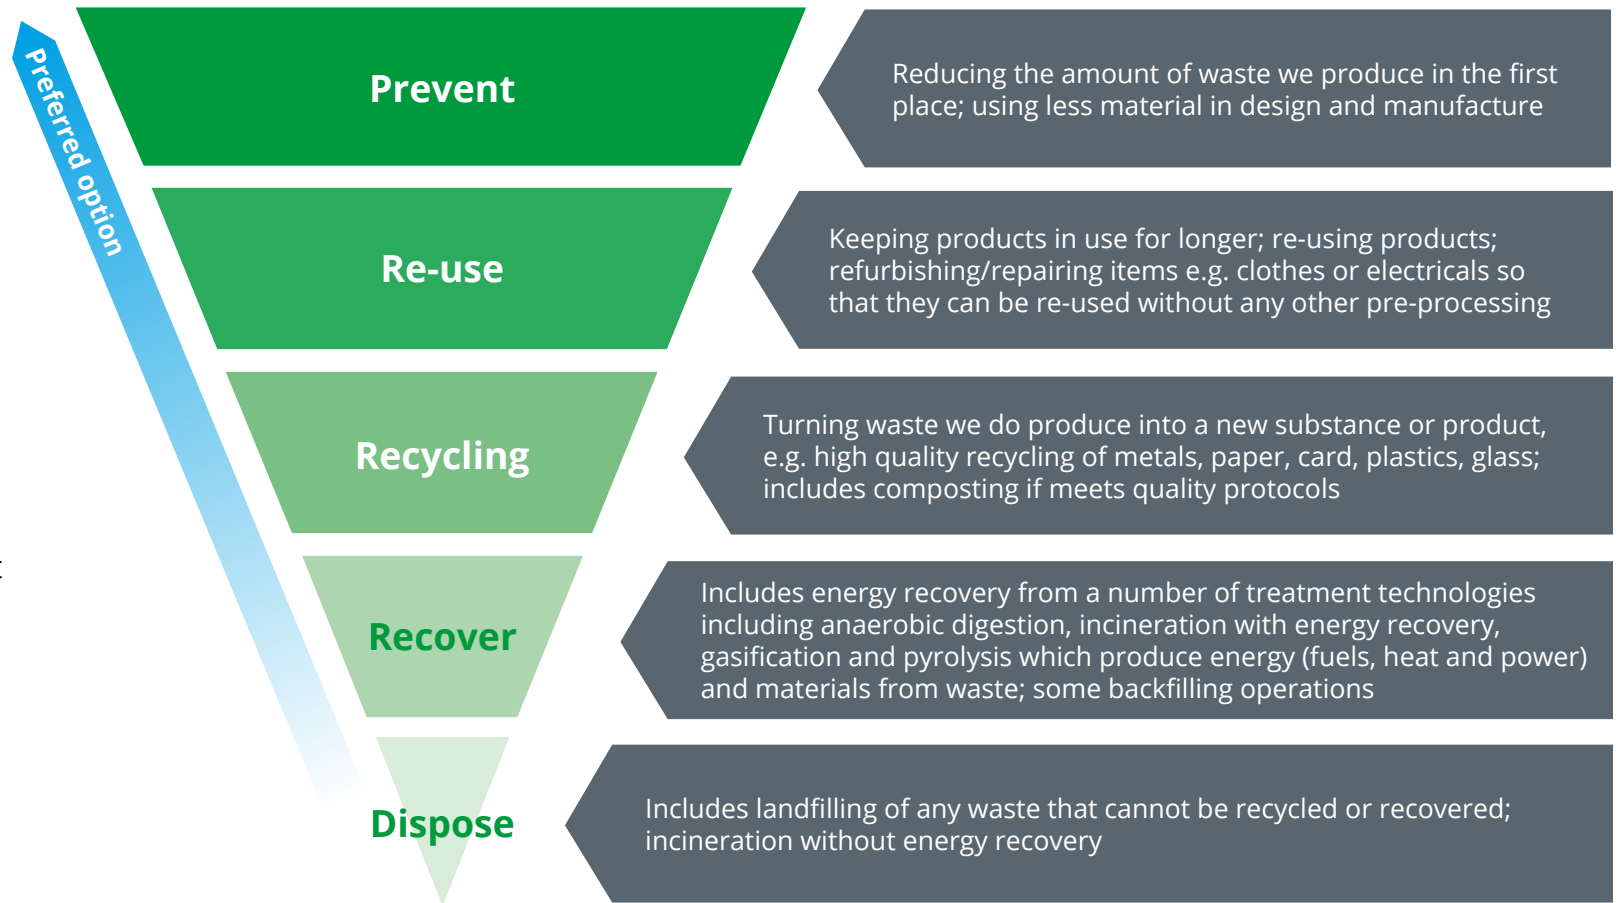 Preferred option
Prevent
Reducing the amount of waste we produce in the first
place; using less material in design and manufacture
Re-use
Keeping products in use for longer; re-using products;
refurbishing/repairing items e.g. clothes or electricals so
that they can be re-used without any other pre-processing
Recycling
Turning waste we do produce into a new substance or product,
e.g. high quality recycling of metals, paper, card, plastics, glass;
includes composting if meets quality protocols
Recover
Includes energy recovery from a number of treatment technologies
including anaerobic digestion, incineration with energy recovery,
gasification and pyrolysis which produce energy (fuels, heat and power)
and materials from waste; some backfilling operations
Dispose
Includes landfilling of any waste that cannot be recycled or recovered;
incineration without energy recovery